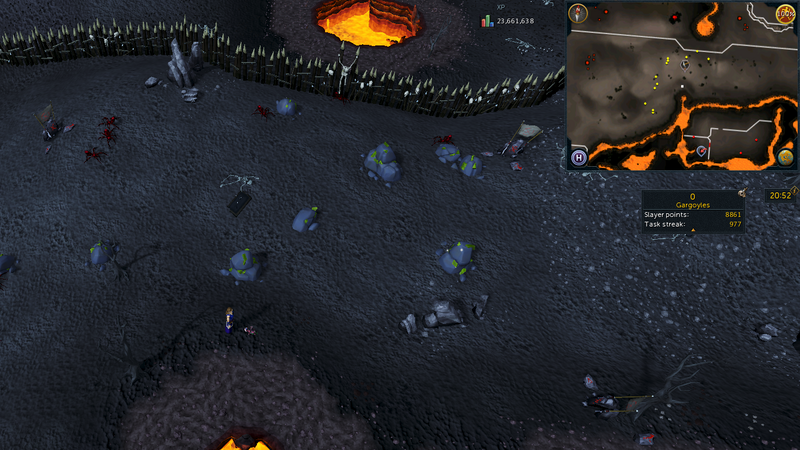 XP
23,661,638
H
0
Gargoyles
20:52
Slayer points: 8861
Task streak: 977